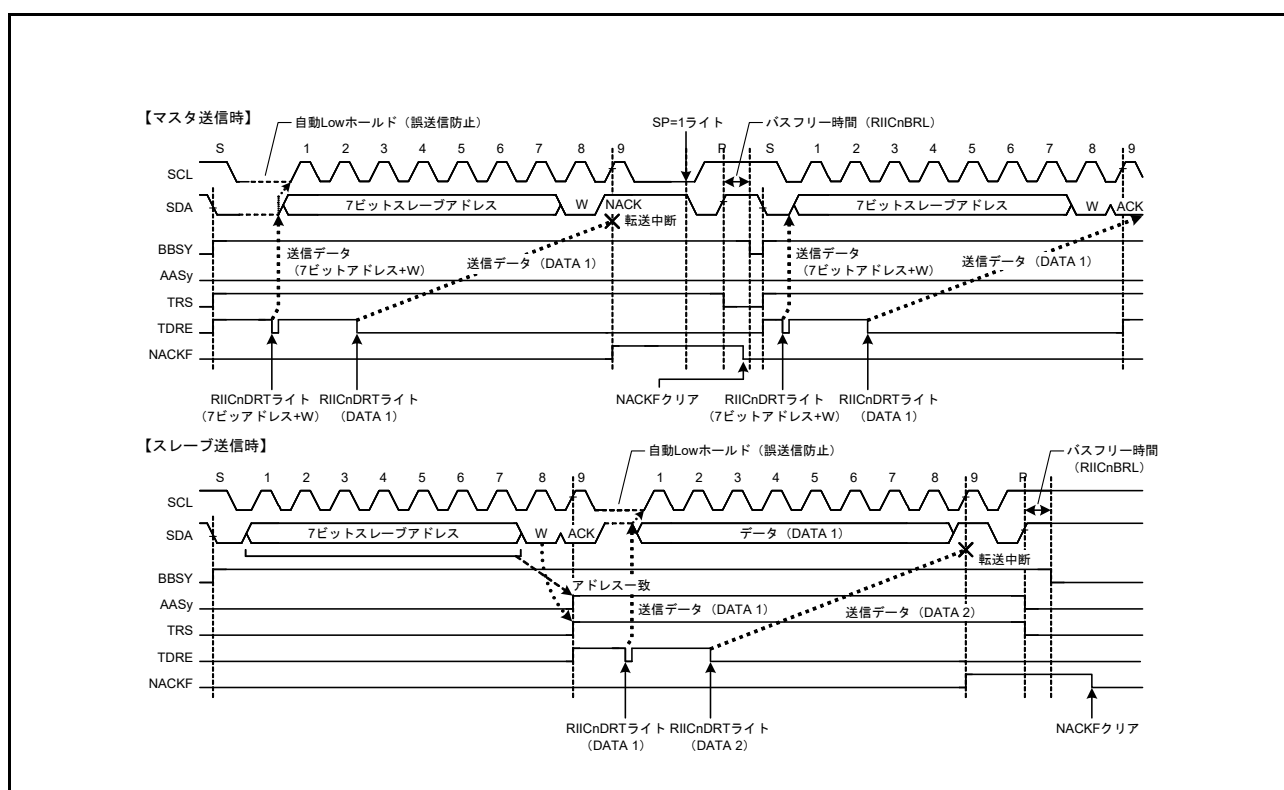 【マスタ送信時】
自動Lowホールド（誤送信防止）
SP=1ライト
バスフリー時間（RIICnBRL）
S 1 2 3 4 5 6 7 8 9 P S 1 2 3 4 5 6 7 8 9
SCL
SDA
7ビットスレーブアドレス W NACK
7ビットスレーブアドレス W ACK
転送中断
BBSY
送信データ
（7ビットアドレス+W）
送信データ（DATA 1）
送信データ
（7ビットアドレス+W）
送信データ（DATA 1）
AASy
TRS
TDRE
NACKF
RIICnDRTライト
（7ビッアドレス+W）
RIICnDRTライト
（DATA 1）
NACKFクリア
RIICnDRTライト
（7ビットアドレス+W）
RIICnDRTライト
（DATA 1）
【スレーブ送信時】
自動Lowホールド（誤送信防止）
バスフリー時間
（RIICnBRL）
S 1 2 3 4 5 6 7 8 9 1 2 3 4 5 6 7 8 9 P
SCL
SDA
7ビットスレーブアドレス W ACK
データ（DATA 1）
転送中断
BBSY
アドレス一致
AASy
送信データ（DATA 1）
送信データ（DATA 2）
TRS
TDRE
NACKF
RIICnDRTライト
（DATA 1）
RIICnDRTライト
（DATA 2）
NACKFクリア